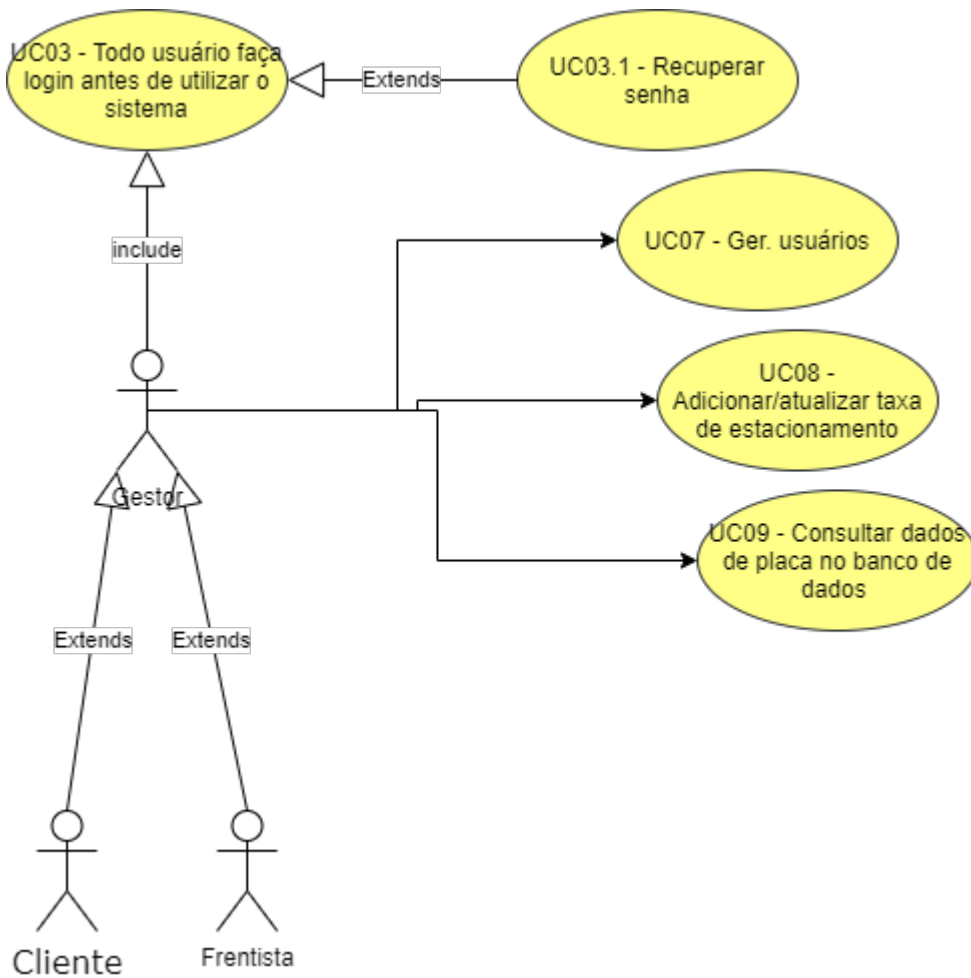 UC03 - Todo usuário faça
login antes de utilizar o
sistema
Extends
UC03.1 - Recuperar
senha
include
UC07 - Ger. usuários
UC08 -
Adicionar/atualizar taxa
de estacionamento
Gestor
UC09 - Consultar dados
de placa no banco de
dados
Extends
Extends
Cliente
Frentista